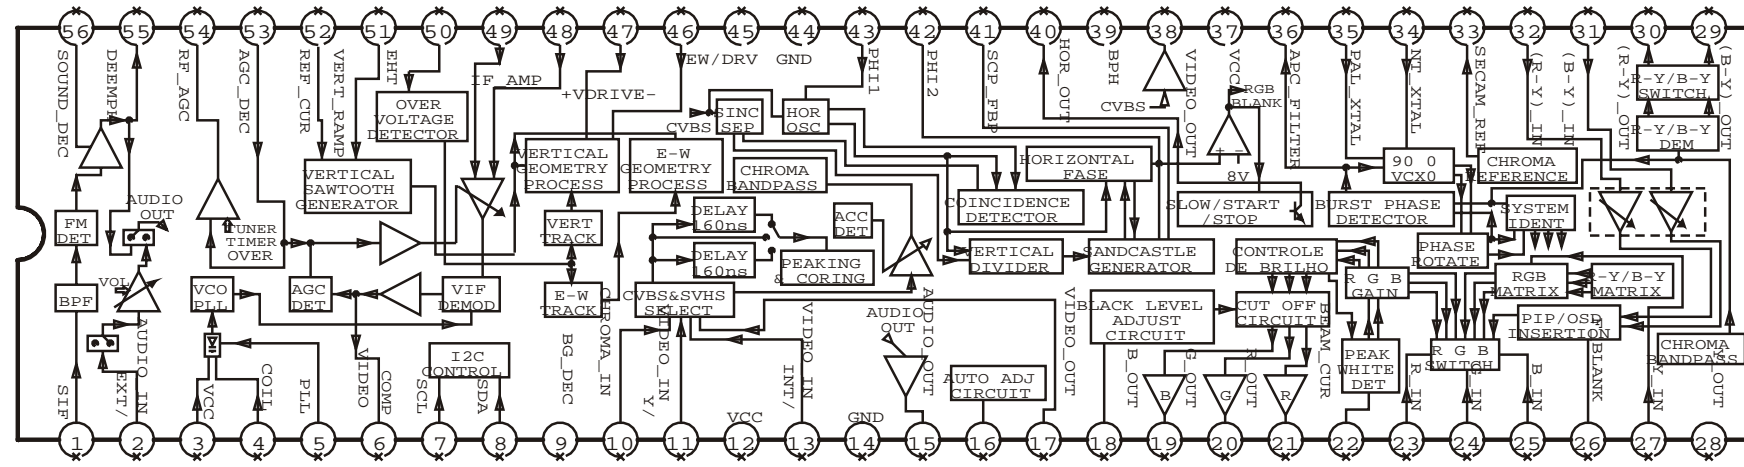 56 55 54 53 52 51 50 49 48 47 46 45 44 43 42 41 40 39 38 37 36 35 34 33 32 31 30 29
SOUND_DEC
DEEMPH
RF_AGC
AGC_DEC
REF_CUR
VERT_RAMP
EHT
IF_AMP
+VDRIVE-
EW/DRV
GND
PHI1
PHI2
SCP_FBP
HOR_OUT
BPH
VIDEO_OUT
VCC
APC_FILTER
PAL_XTAL
NT_XTAL
SECAM_REF
(R-Y)_IN
(B-Y)_IN
(R-Y)_OUT
(B-Y)_OUT
OVER
VOLTAGE
DETECTOR
CVBS
SINC
SEP
HOR
OSC
CVBS
RGB
BLANK
+ -
8V
R-Y/B-Y
SWITCH
R-Y/B-Y
DEM
VERTICAL
SAWTOOTH
GENERATOR
VERTICAL
GEOMETRY
PROCESS
E-W
GEOMETRY
PROCESS
CHROMA
BANDPASS
HORIZONTAL
FASE
90 0
VCX0
CHROMA
REFERENCE
AUDIO
OUT
FM
DET
TUNER
TIMER
OVER
VERT
TRACK
DELAY
160ns
DELAY
160ns
ACC
DET
COINCIDENCE
DETECTOR
SLOW/START
/STOP
BURST PHASE
DETECTOR
SYSTEM
IDENT
PHASE
ROTATE
PEAKING
& CORING
VERTICAL
DIVIDER
SANDCASTLE
GENERATOR
CONTROLE
DE BRILHO
R G B
GAIN
RGB
MATRIX
R-Y/B-Y
MATRIX
BPF
VOL
VCO
PLL
AGC
DET
VIF
DEMOD
E-W
TRACK
CVBS&SVHS
SELECT
BLACK LEVEL
ADJUST
CIRCUIT
CUT OFF
CIRCUIT
PIP/OSD
INSERTION
CHROMA
BANDPASS
I2C
CONTROL
AUDIO
OUT
AUTO ADJ
CIRCUIT
B
G
R
PEAK
WHITE
DET
R G B
SWITCH
SIF
AUDIO_IN
EXT/
VCC
COIL
PLL
VIDEO
COMP
SCL
SDA
BG_DEC
CHROMA_IN
VIDEO_IN
Y/
VCC
VIDEO_IN
INT/
GND
AUDIO_OUT
VIDEO_OUT
B_OUT
G_OUT
R_OUT
BEAM_CUR
R_IN
G_IN
B_IN
BLANK
Y_IN
Y_OUT
1 2 3 4 5 6 7 8 9 10 11 12 13 14 15 16 17 18 19 20 21 22 23 24 25 26 27 28